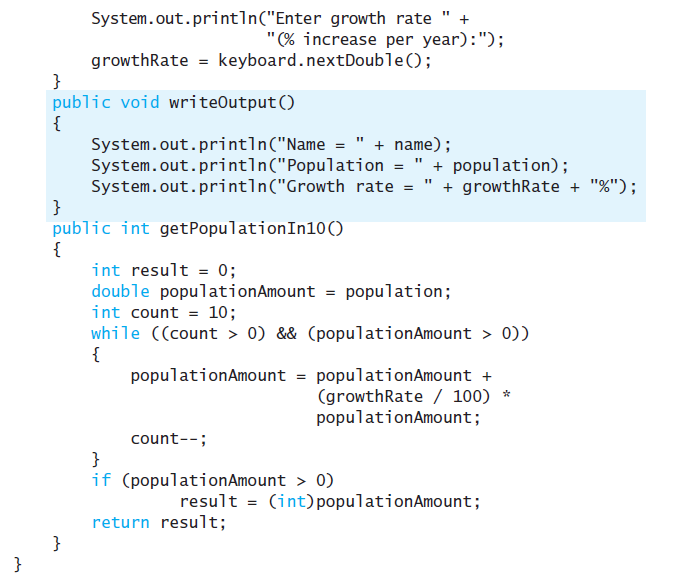 System.out.println("Enter growth rate " +
"(% increase per year):");
growthRate = keyboard.nextDouble();
}
public void writeOutput()
{
System.out.println("Name = " + name);
System.out.println("Population = " + population);
System.out.println("Growth rate = " + growthRate + "%");
}
public int getPopulationIn10()
{
int result = 0;
double populationAmount = population;
int count = 10;
while ((count > 0) && (populationAmount > 0))
{
populationAmount = populationAmount +
(growthRate / 100) *
populationAmount;
count--;
}
if (populationAmount > 0)
result = (int)populationAmount;
return result;
}
}